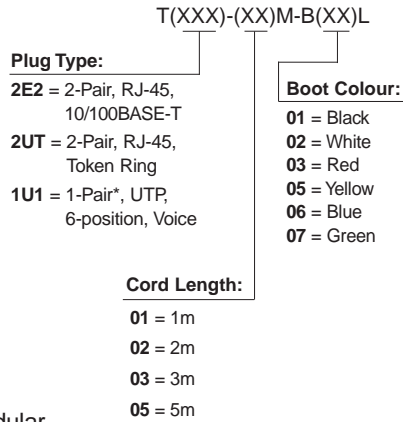 T(XXX)-(XX)M-B(XX)L
Plug Type:
2E2 = 2-Pair, RJ-45,
10/100BASE-T
2UT = 2-Pair, RJ-45,
Token Ring
1U1 = 1-Pair*, UTP,
6-position, Voice
Boot Colour:
01 = Black
02 = White
03 = Red
05 = Yellow
06 = Blue
07 = Green
Cord Length:
01 = 1m
02 = 2m
03 = 3m
05 = 5m